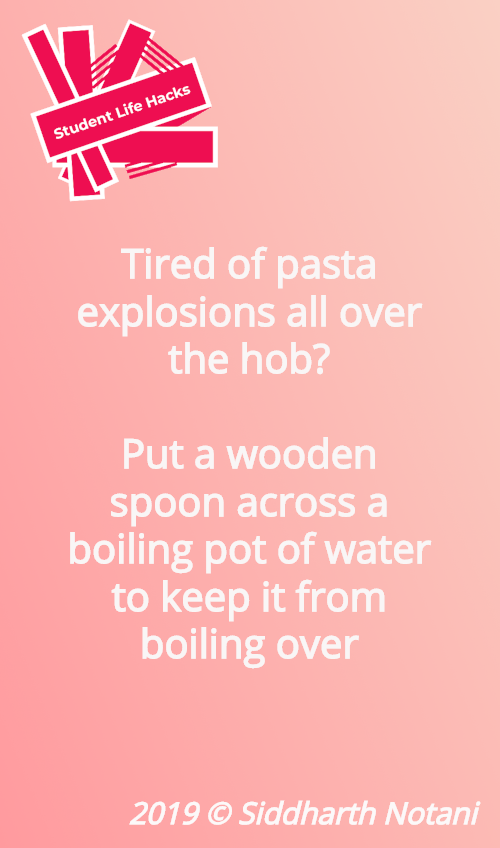 Student Life Hacks
Tired of pasta
explosions all over
the hob?
Put a wooden
spoon across a
boiling pot of water
to keep it from
boiling over
2019 © Siddharth Notani